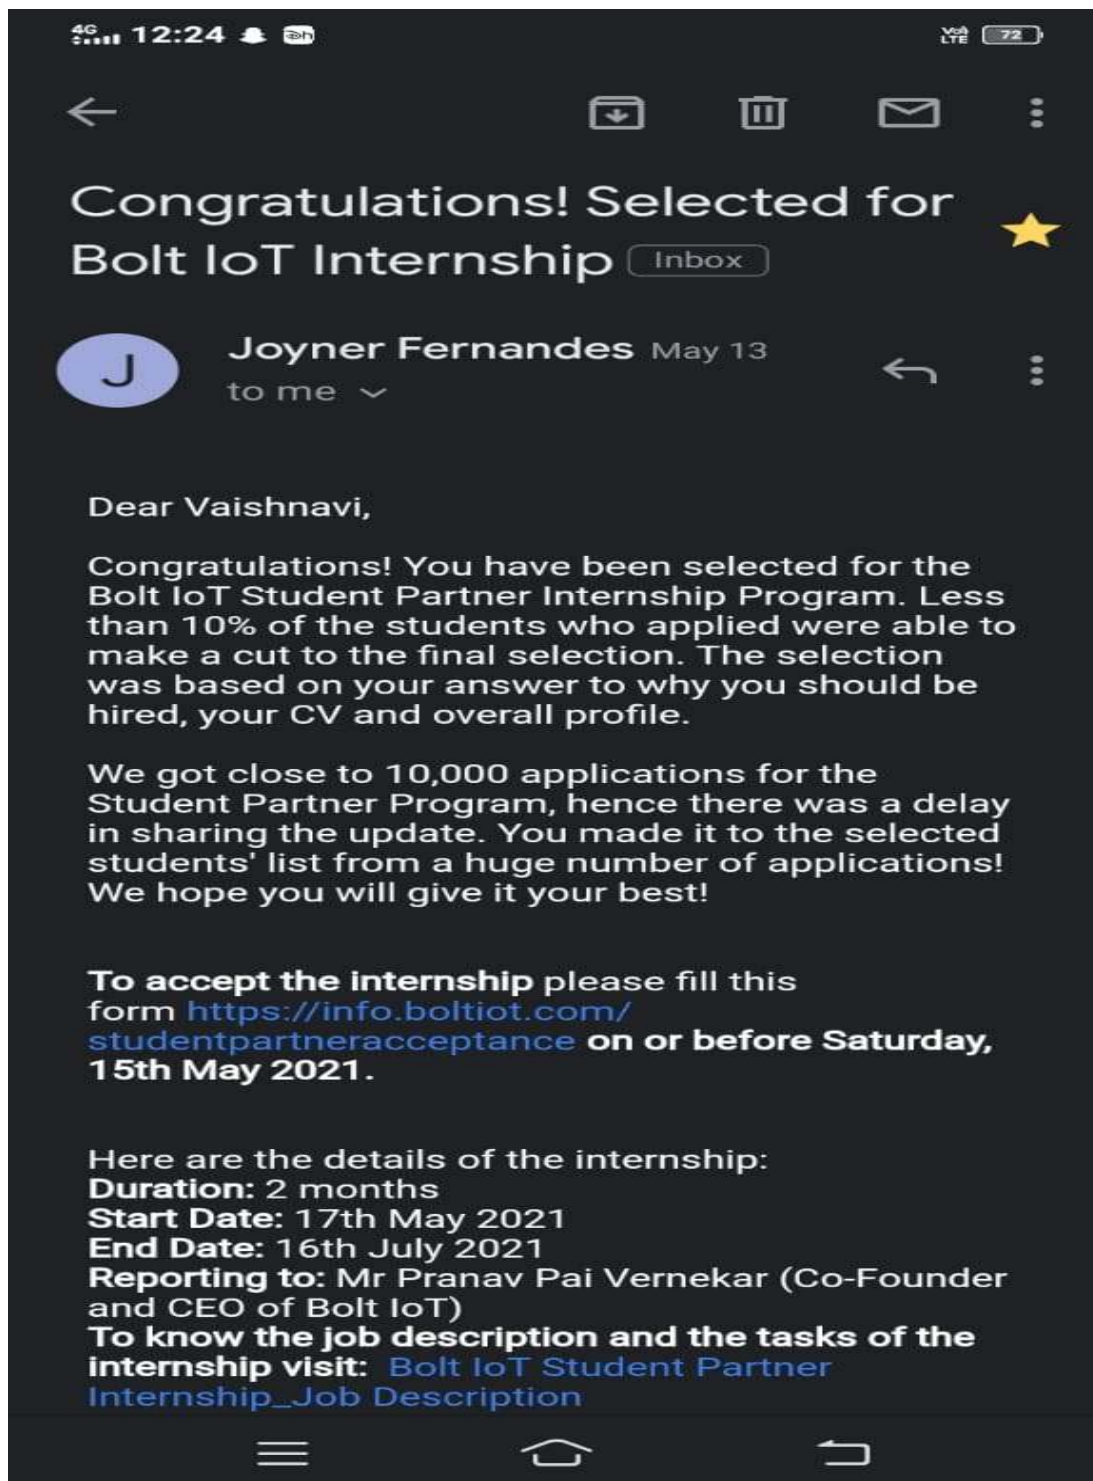 4G 12:24
Vo) LTE 72
Congratulations! Selected for
Bolt IoT Internship Inbox
J
Joyner Fernandes May 13
to me
Dear Vaishnavi,
Congratulations! You have been selected for the
Bolt IoT Student Partner Internship Program. Less
than 10% of the students who applied were able to
make a cut to the final selection. The selection
was based on your answer to why you should be
hired, your CV and overall profile.
We got close to 10,000 applications for the
Student Partner Program, hence there was a delay
in sharing the update. You made it to the selected
students' list from a huge number of applications!
We hope you will give it your best!
To accept the internship please fill this
form https://info.boltiot.com/
studentpartneracceptance on or before Saturday,
15th May 2021.
Here are the details of the internship:
Duration: 2 months
Start Date: 17th May 2021
End Date: 16th July 2021
Reporting to: Mr Pranav Pai Vernekar (Co-Founder
and CEO of Bolt IoT)
To know the job description and the tasks of the
internship visit: Bolt IoT Student Partner
Internship_Job Description